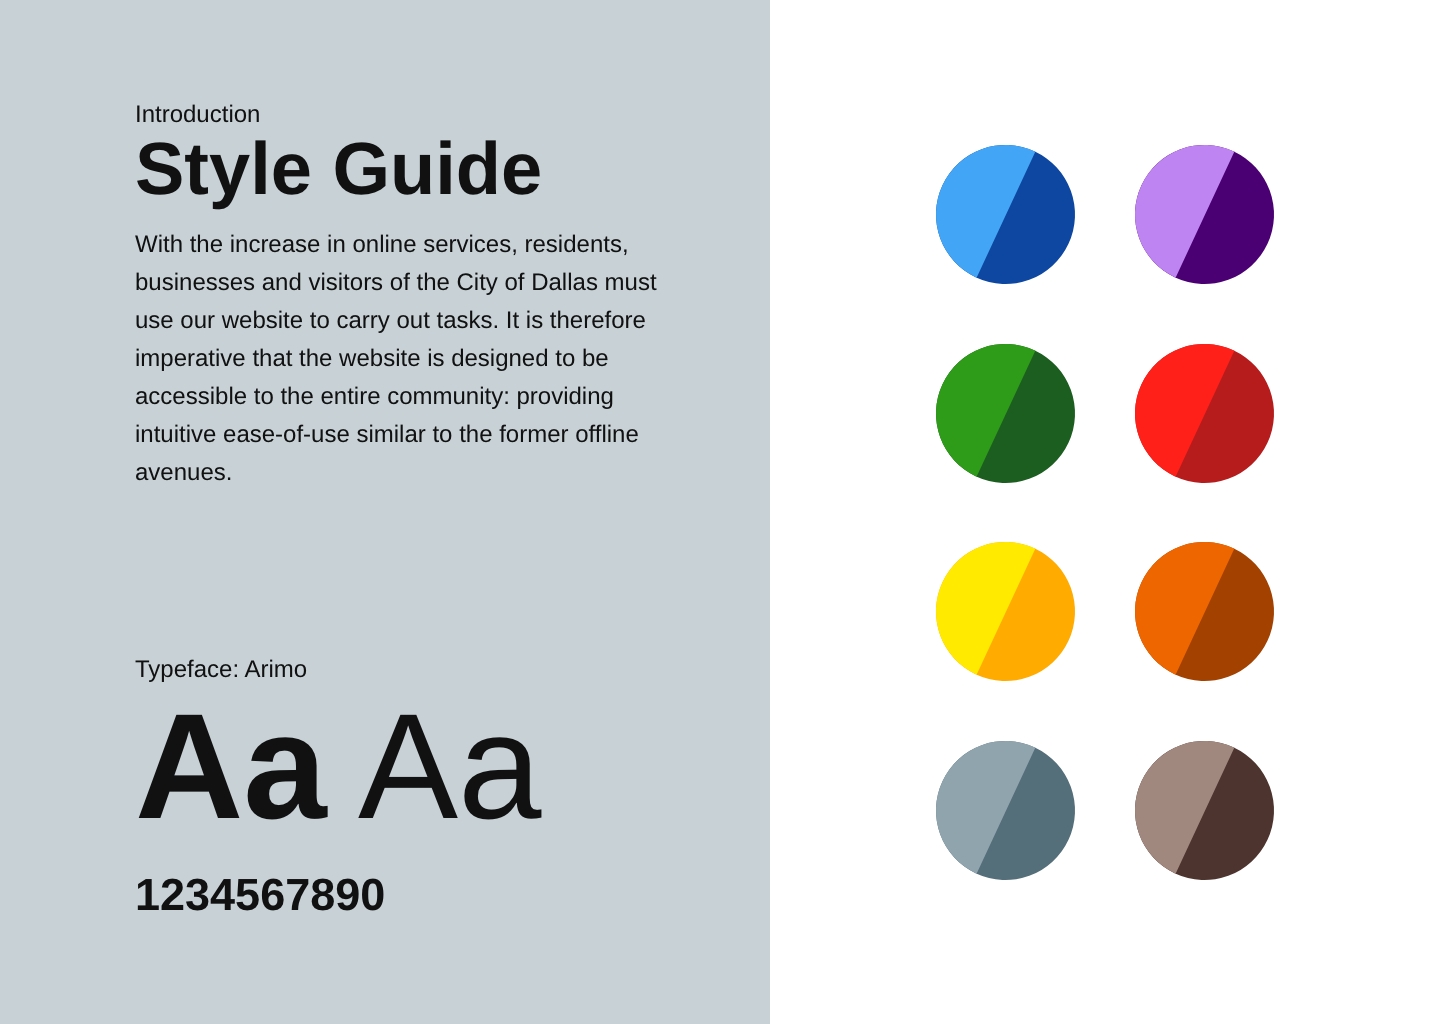 Introduction
Style Guide
With the increase in online services, residents,
businesses and visitors of the City of Dallas must
use our website to carry out tasks. It is therefore
imperative that the website is designed to be
accessible to the entire community: providing
intuitive ease-of-use similar to the former offline
avenues.
Typeface: Arimo
Aa Aa
1234567890